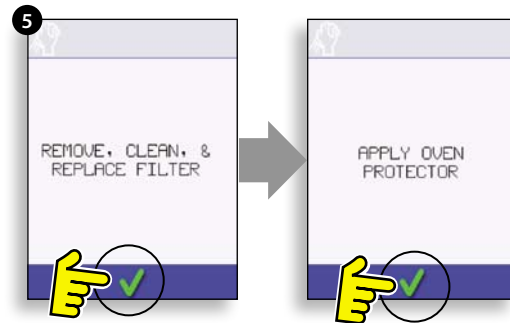 5
REMOVE, CLEAN, &
REPLACE FILTER
APPLY OVEN
PROTECTOR